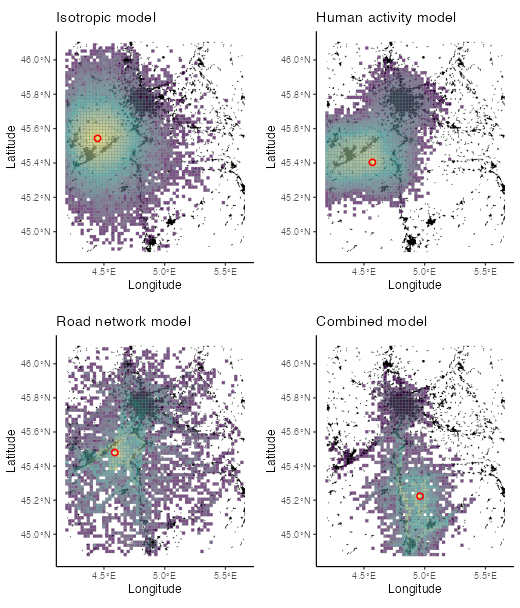 Isotropic model
Human activity model
46.0°N
45.8°N
45.6°N
45.4°N
45.2°N
45.0°N
Latitude
4.5°E 5.0°E 5.5°E
Longitude
46.0°N
45.8°N
45.6°N
45.4°N
45.2°N
45.0°N
Latitude
4.5°E 5.0°E 5.5°E
Longitude
Road network model
Combined model
46.0°N
45.8°N
45.6°N
45.4°N
45.2°N
45.0°N
Latitude
4.5°E 5.0°E 5.5°E
Longitude
46.0°N
45.8°N
45.6°N
45.4°N
45.2°N
45.0°N
Latitude
4.5°E 5.0°E 5.5°E
Longitude